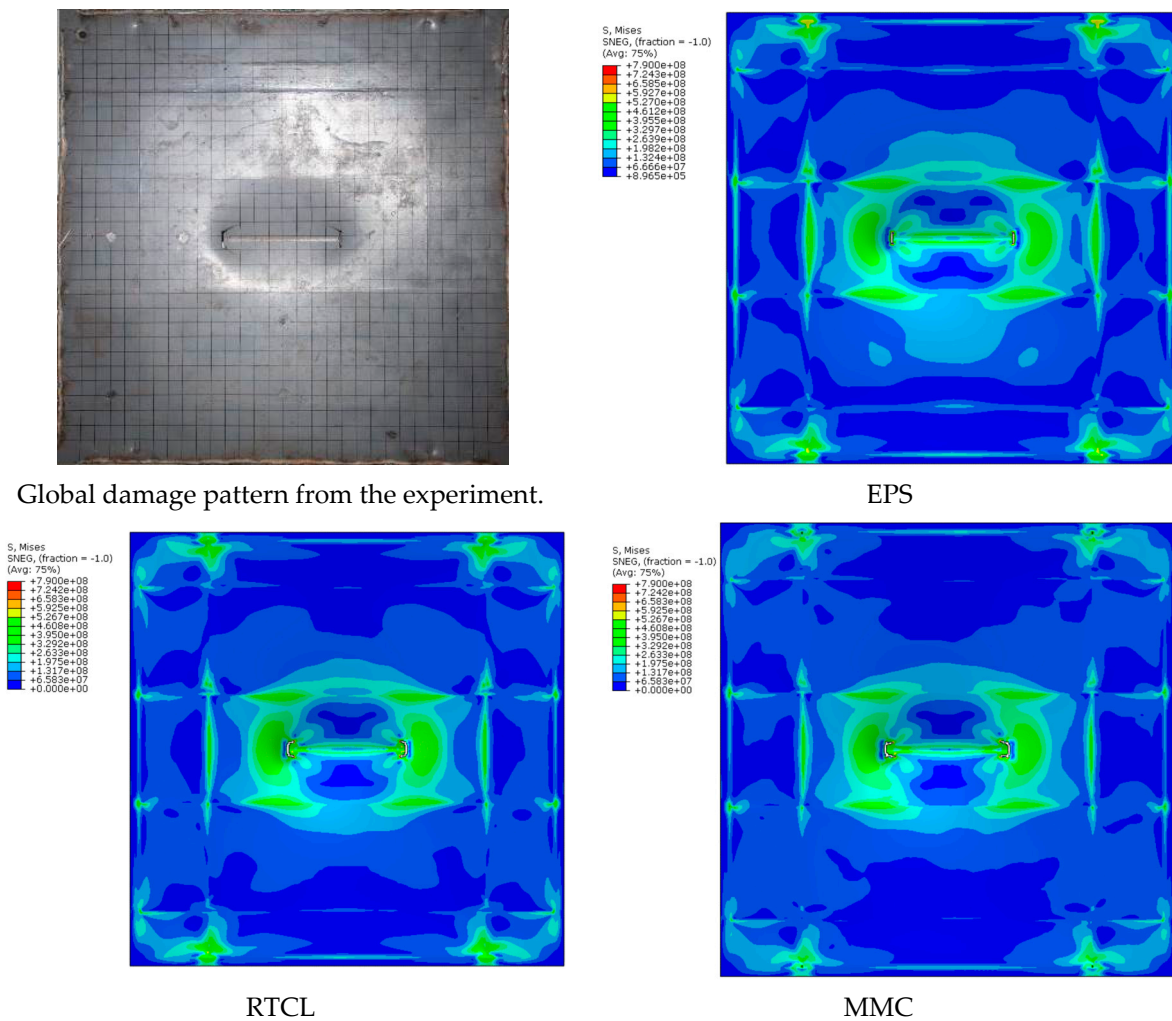 S, Mises
SNEG, (fraction = -1.0)
(Avg: 75%)
+7.900e+08
+7.243e+08
+6.585e+08
+5.927e+08
+5.270e+08
+4.612e+08
+3.955e+08
+3.297e+08
+2.639e+08
+1.982e+08
+1.324e+08
+6.666e+07
+8.965e+05
Global damage pattern from the experiment.
EPS
S, Mises
SNEG, (fraction = -1.0)
(Avg: 75%)
+7.900e+08
+7.242e+08
+6.583e+08
+5.925e+08
+5.267e+08
+4.608e+08
+3.950e+08
+3.292e+08
+2.633e+08
+1.975e+08
+1.317e+08
+6.583e+07
+0.000e+00
RTCL
S, Mises
SNEG, (fraction = -1.0)
(Avg: 75%)
+7.900e+08
+7.242e+08
+6.583e+08
+5.925e+08
+5.267e+08
+4.608e+08
+3.950e+08
+3.292e+08
+2.633e+08
+1.975e+08
+1.317e+08
+6.583e+07
+0.000e+00
MMC